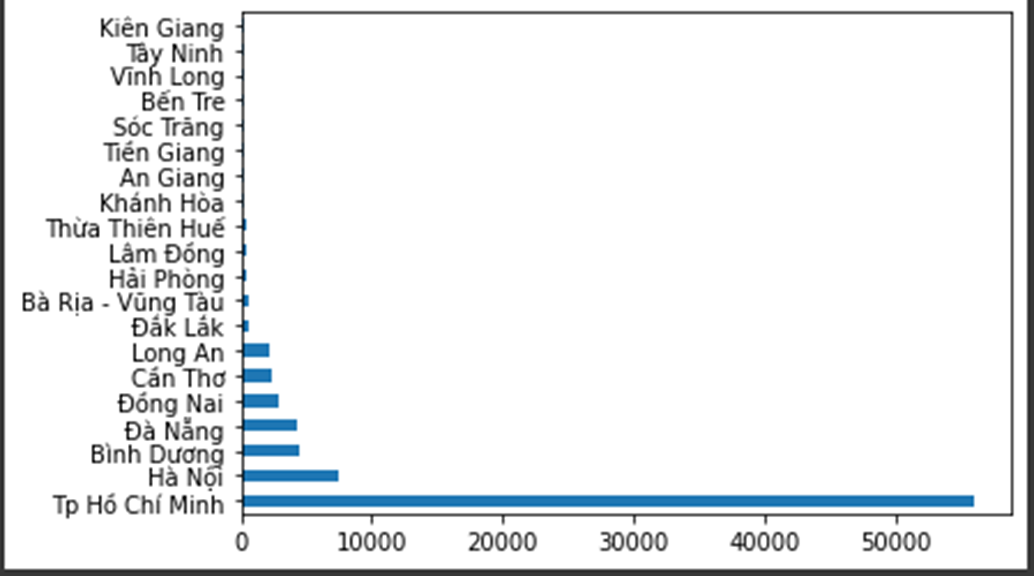 Kiên Giang
Tây Ninh
Vĩnh Long
Bến Tre
Sóc Trăng
Tiền Giang
An Giang
Khánh Hòa
Thừa Thiên Huế
Lâm Đồng
Hải Phòng
Bà Rịa - Vũng Tàu
Đắk Lắk
Long An
Cần Thơ
Đồng Nai
Đà Nẵng
Bình Dương
Hà Nội
Tp Hồ Chí Minh
0 10000 20000 30000 40000 50000